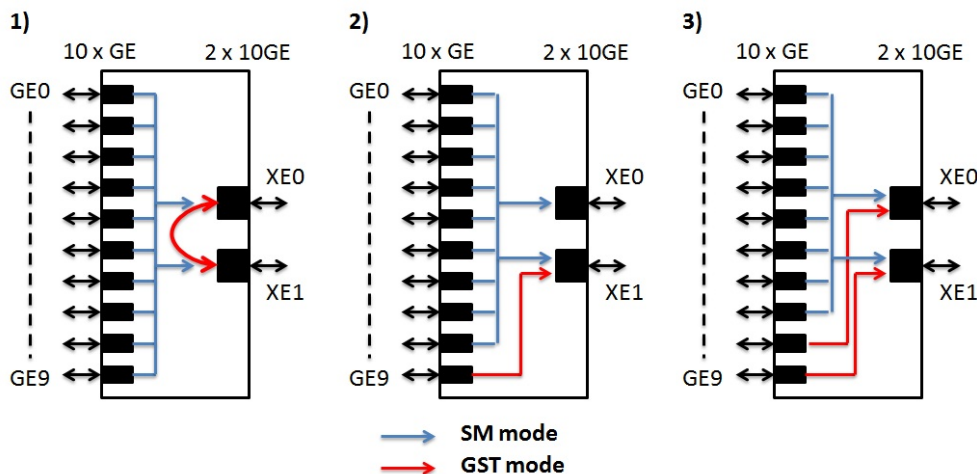 1)
10 x GE 2 x 10GE
GE0
XE0
XE1
GE9
2)
10 x GE 2 x 10GE
GE0
XE0
XE1
GE9
3)
10 x GE 2 x 10GE
GE0
XE0
XE1
GE9
SM mode
GST mode